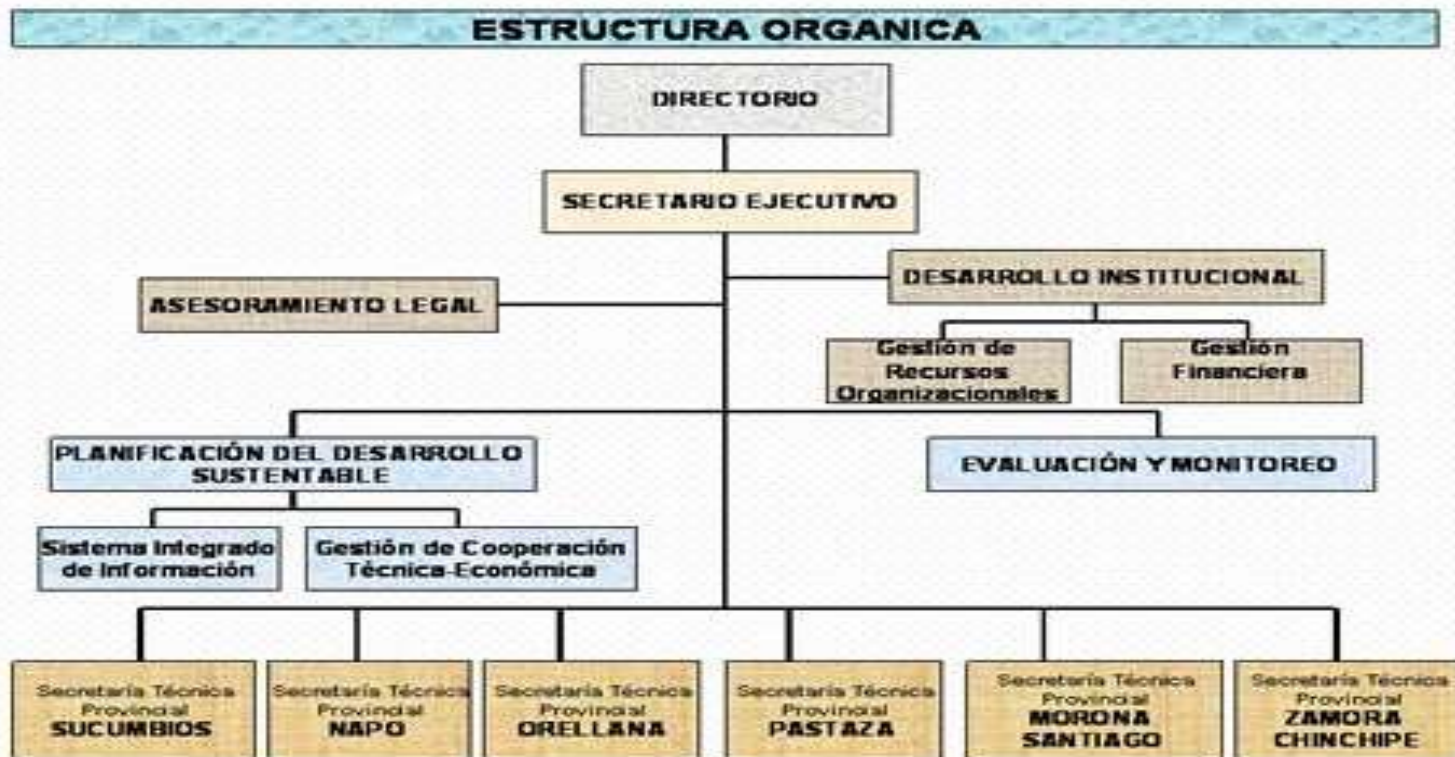 ESTRUCTURA ORGANICA
DIRECTORIO
SECRETARIO EJECUTIVO
DESARROLLO INSTITUCIONAL
ASESORAMIENTO LEGAL
Gestión de
Recursos
Organizacionales
Gestión
Financiera
PLANIFICACIÓN DEL DESARROLLO
SUSTENTABLE
EVALUACIÓN Y MONITOREO
Sistema Integrado
de Información
Gestión de Cooperación
Técnica-Económica
Secretaría Técnica
Provincial
SUCUMBIOS
Secretaría Técnica
Provincial
NAPO
Secretaría Técnica
Provincial
ORELLANA
Secretaría Técnica
Provincial
PASTAZA
Secretaría Técnica
Provincial
MORONA
SANTIAGO
Secretaría Técnica
Provincial
ZAMORA
CHINCHIPE